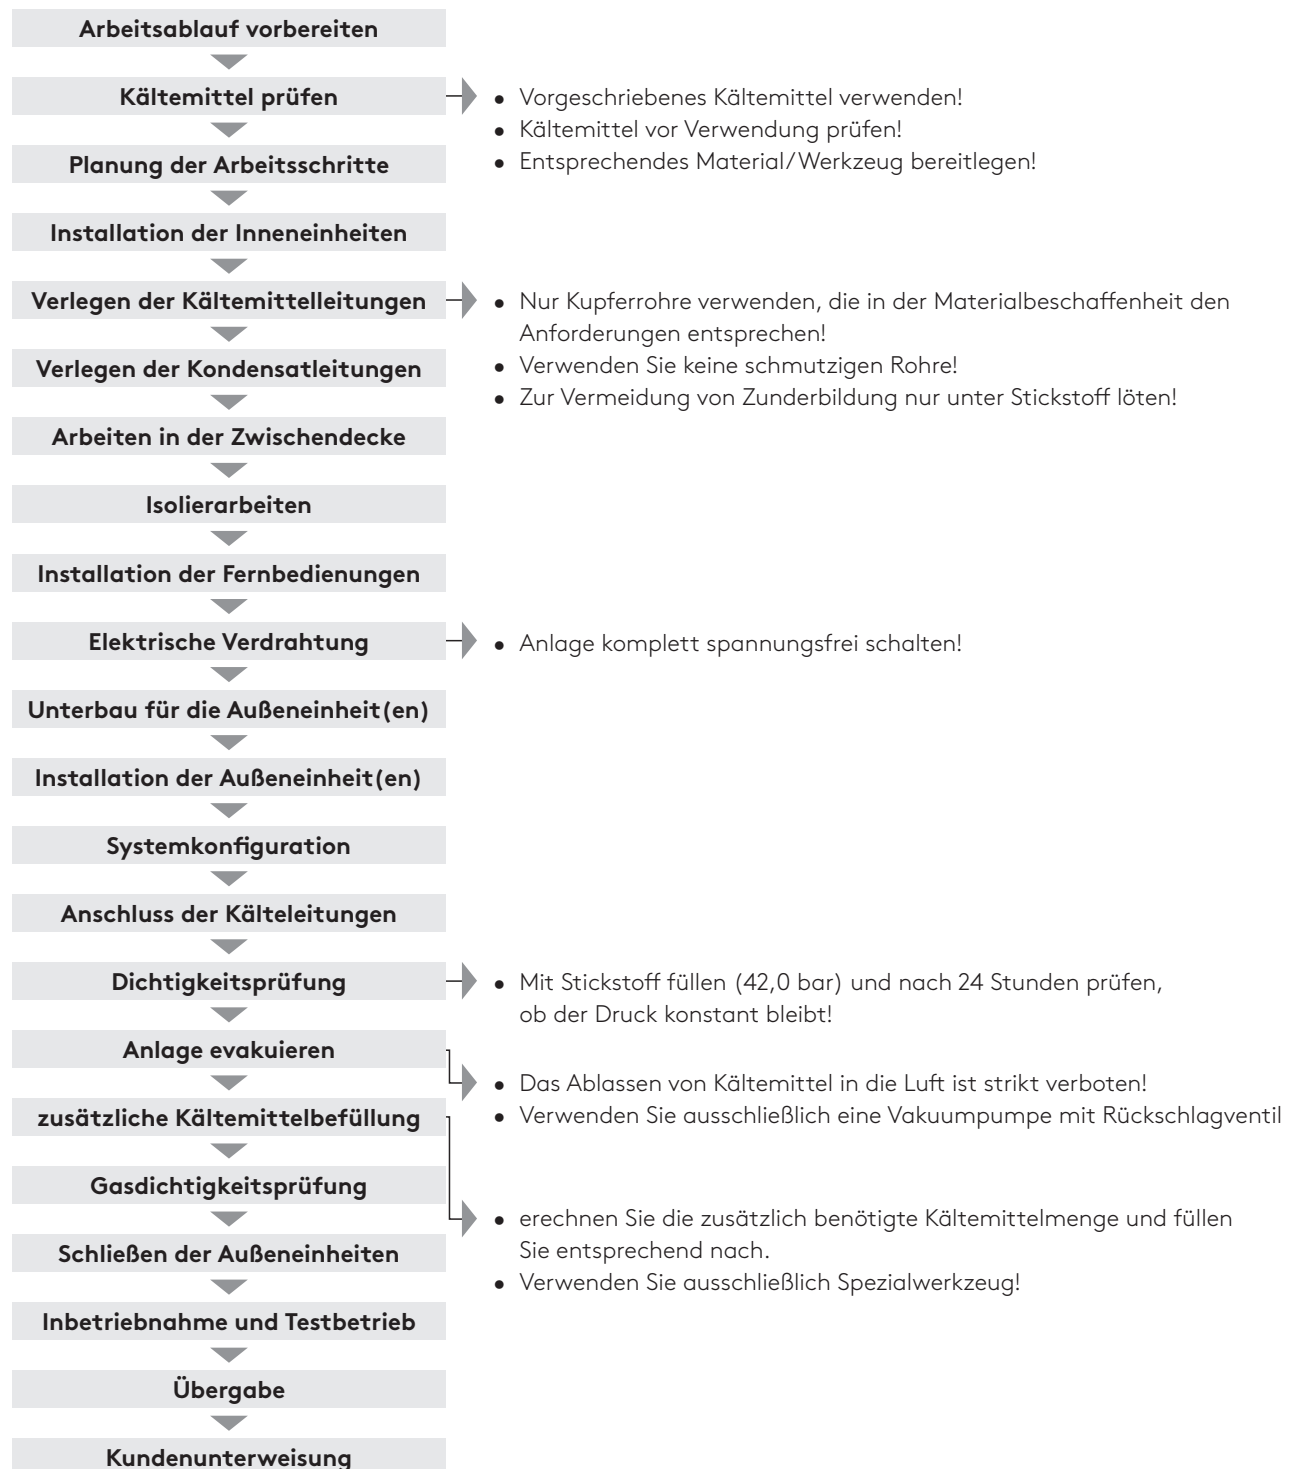 Arbeitsablauf vorbereiten
Kältemittel prüfen
• Vorgeschriebenes Kältemittel verwenden!
• Kältemittel vor Verwendung prüfen!
• Entsprechendes Material/Werkzeug bereitlegen!
Planung der Arbeitsschritte
Installation der Inneneinheiten
Verlegen der Kältemittelleitungen
• Nur Kupferrohre verwenden, die in der Materialbeschaffenheit den
Anforderungen entsprechen!
• Verwenden Sie keine schmutzigen Rohre!
• Zur Vermeidung von Zunderbildung nur unter Stickstoff löten!
Verlegen der Kondensatleitungen
Arbeiten in der Zwischendecke
Isolierarbeiten
Installation der Fernbedienungen
Elektrische Verdrahtung
• Anlage komplett spannungsfrei schalten!
Unterbau für die Außeneinheit(en)
Installation der Außeneinheit(en)
Systemkonfiguration
Anschluss der Kälteleitungen
Dichtigkeitsprüfung
• Mit Stickstoff füllen (42,0 bar) und nach 24 Stunden prüfen,
ob der Druck konstant bleibt!
Anlage evakuieren
• Das Ablassen von Kältemittel in die Luft ist strikt verboten!
• Verwenden Sie ausschließlich eine Vakuumpumpe mit Rückschlagventil
zusätzliche Kältemittelbefüllung
• erechnen Sie die zusätzlich benötigte Kältemittelmenge und füllen
Sie entsprechend nach.
• Verwenden Sie ausschließlich Spezialwerkzeug!
Gasdichtigkeitsprüfung
Schließen der Außeneinheiten
Inbetriebnahme und Testbetrieb
Übergabe
Kundenunterweisung